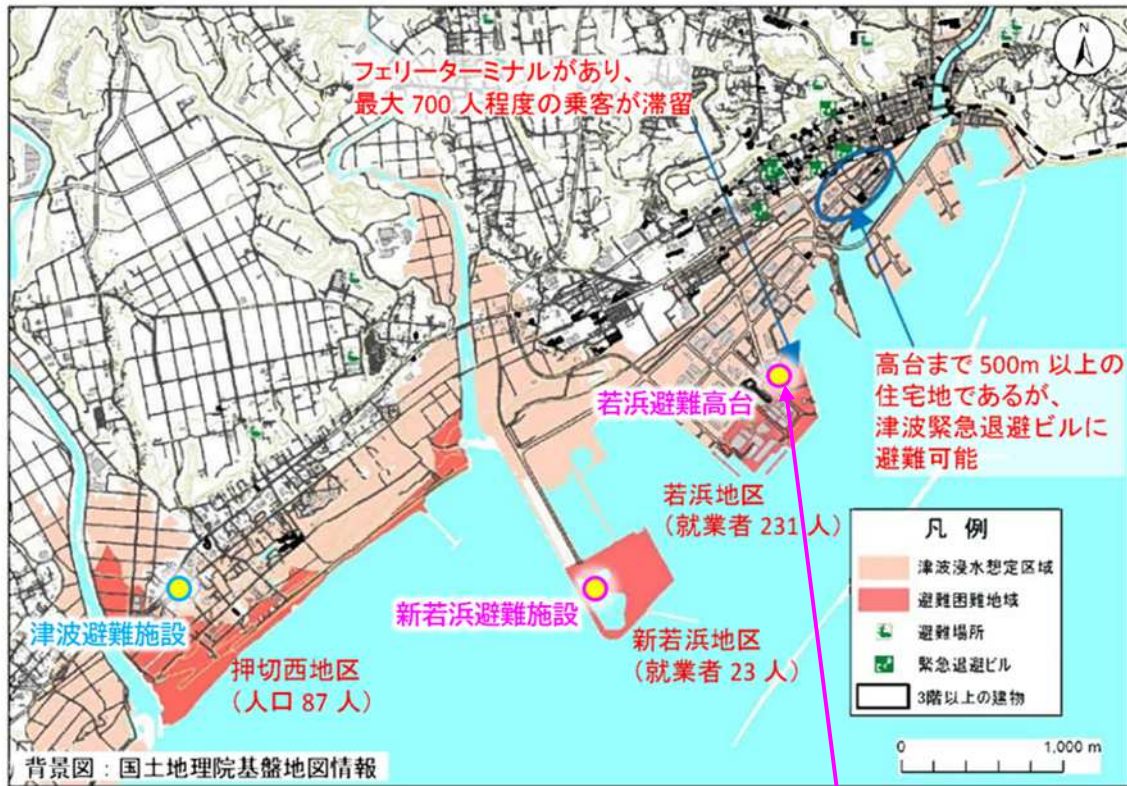 N
フェリーターミナルがあり、
最大 700 人程度の乗客が滞留
高台まで 500m 以上の
住宅地であるが、
津波緊急退避ビルに
避難可能
若浜避難高台
若浜地区
（就業者 231 人）
津波避難施設
新若浜避難施設
押切西地区
（人口 87 人）
新若浜地区
（就業者 23 人）
凡 例
津波浸水想定区域
避難困難地域
避難場所
緊急退避ビル
3階以上の建物
0 1,000 m
背景図：国土地理院基盤地図情報